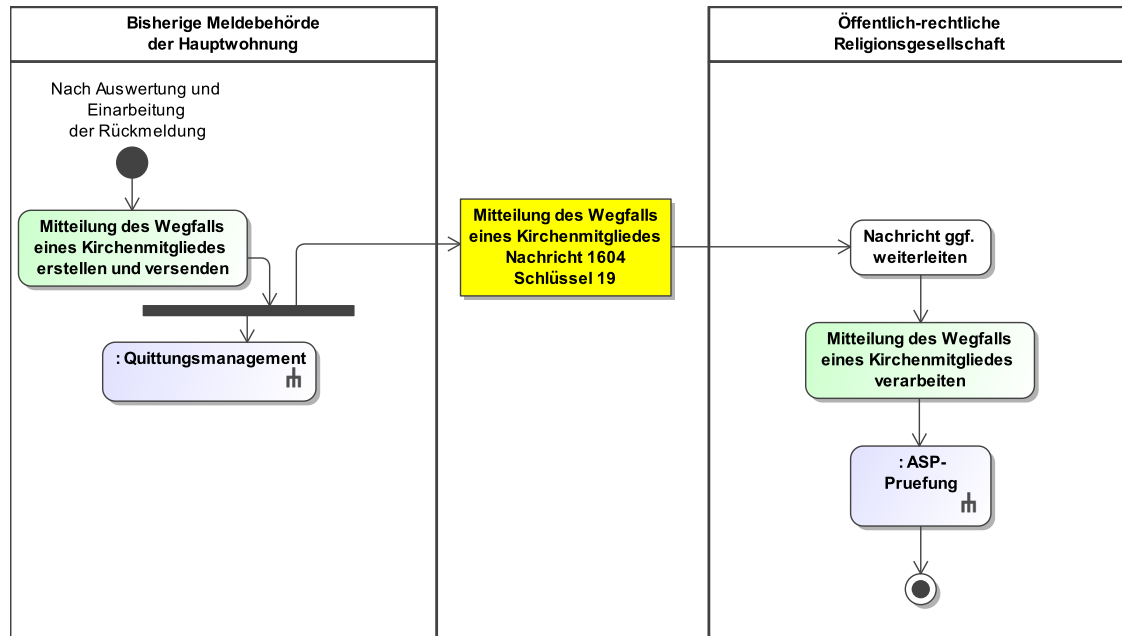 Bisherige Meldebehörde
der Hauptwohnung
Öffentlich-rechtliche
Religionsgesellschaft
Nach Auswertung und
Einarbeitung
der Rückmeldung
Mitteilung des Wegfalls
eines Kirchenmitgliedes
erstellen und versenden
: Quittungsmanagement
Mitteilung des Wegfalls
eines Kirchenmitgliedes
Nachricht 1604
Schlüssel 19
Nachricht ggf.
weiterleiten
Mitteilung des Wegfalls
eines Kirchenmitgliedes
verarbeiten
: ASP-
Pruefung